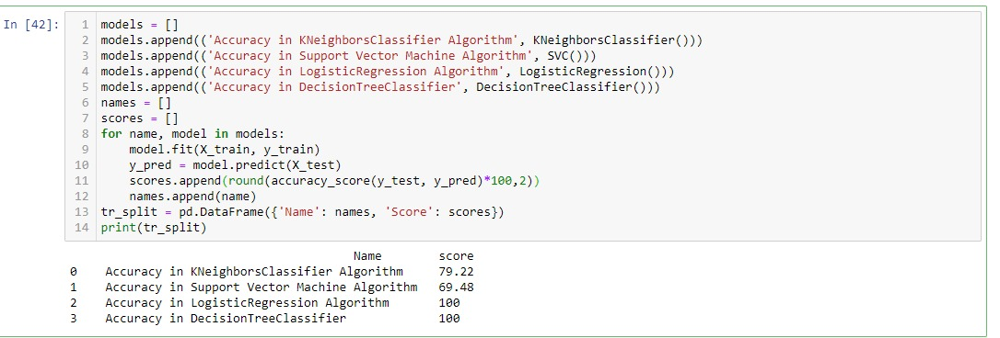 In [42]:
1 models = []
2 models.append(('Accuracy in KNeighborsClassifier Algorithm', KNeighborsClassifier()))
3 models.append(('Accuracy in Support Vector Machine Algorithm', SVC()))
4 models.append(('Accuracy in LogisticRegression Algorithm', LogisticRegression()))
5 models.append(('Accuracy in DecisionTreeClassifier', DecisionTreeClassifier()))
6 names = []
7 scores = []
8 for name, model in models:
9     model.fit(X_train, y_train)
10     y_pred = model.predict(X_test)
11     scores.append(round(accuracy_score(y_test, y_pred)*100,2))
12     names.append(name)
13 tr_split = pd.DataFrame({'Name': names, 'Score': scores})
14 print(tr_split)
Name score
0 Accuracy in KNeighborsClassifier Algorithm 79.22
1 Accuracy in Support Vector Machine Algorithm 69.48
2 Accuracy in LogisticRegression Algorithm 100
3 Accuracy in DecisionTreeClassifier 100